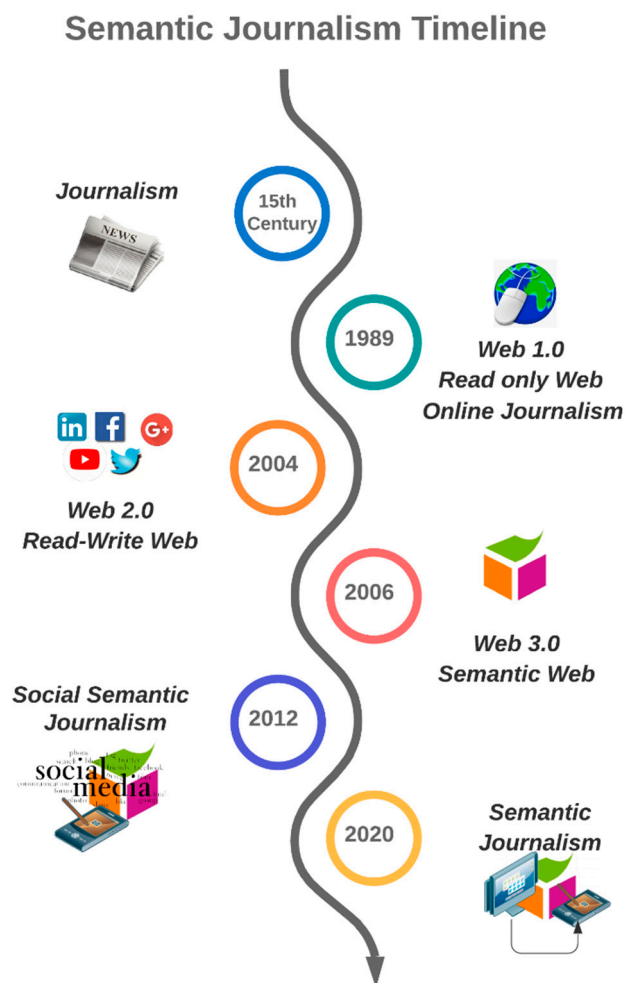 Semantic Journalism Timeline
Journalism
NEWS
15th
Century
1989
Web 1.0
Read only Web
Online Journalism
in
f
G+
2004
Web 2.0
Read-Write Web
2006
Web 3.0
Semantic Web
Social Semantic
Journalism
2012
social
media
2020
Semantic
Journalism